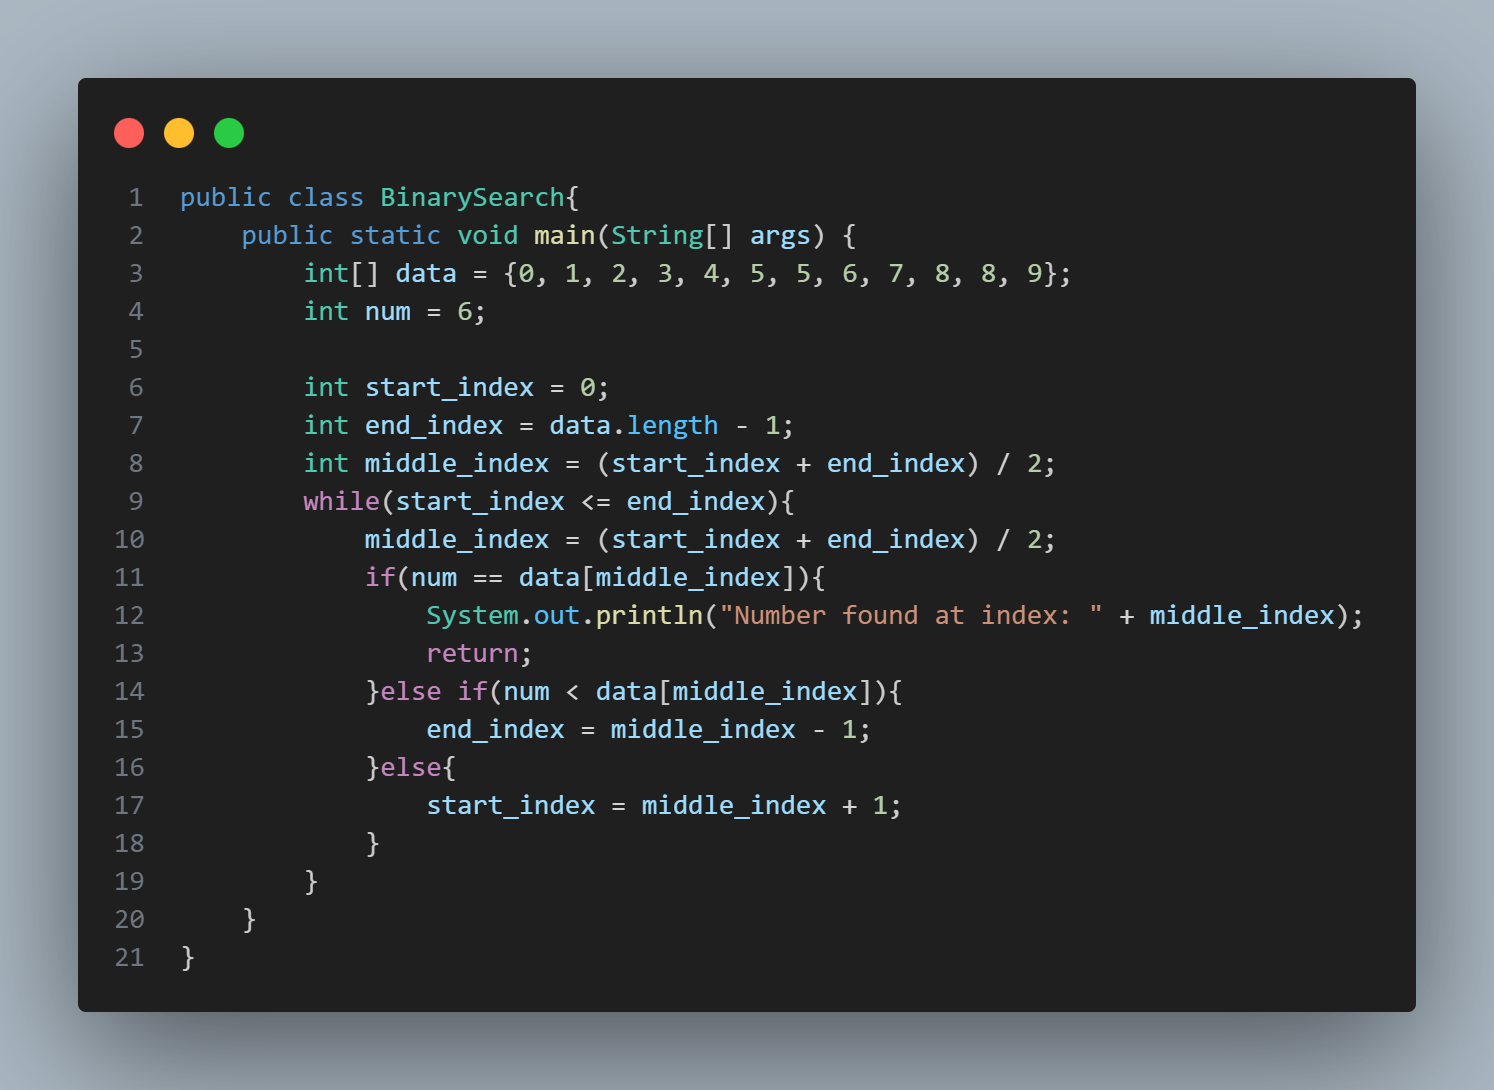 1 public class BinarySearch{
2     public static void main(String[] args) {
3         int[] data = {0, 1, 2, 3, 4, 5, 5, 6, 7, 8, 8, 9};
4         int num = 6;
5
6         int start_index = 0;
7         int end_index = data.length - 1;
8         int middle_index = (start_index + end_index) / 2;
9         while(start_index <= end_index){
10             middle_index = (start_index + end_index) / 2;
11             if(num == data[middle_index]){
12                 System.out.println("Number found at index: " + middle_index);
13                 return;
14             }else if(num < data[middle_index]){
15                 end_index = middle_index - 1;
16             }else{
17                 start_index = middle_index + 1;
18             }
19         }
20     }
21 }